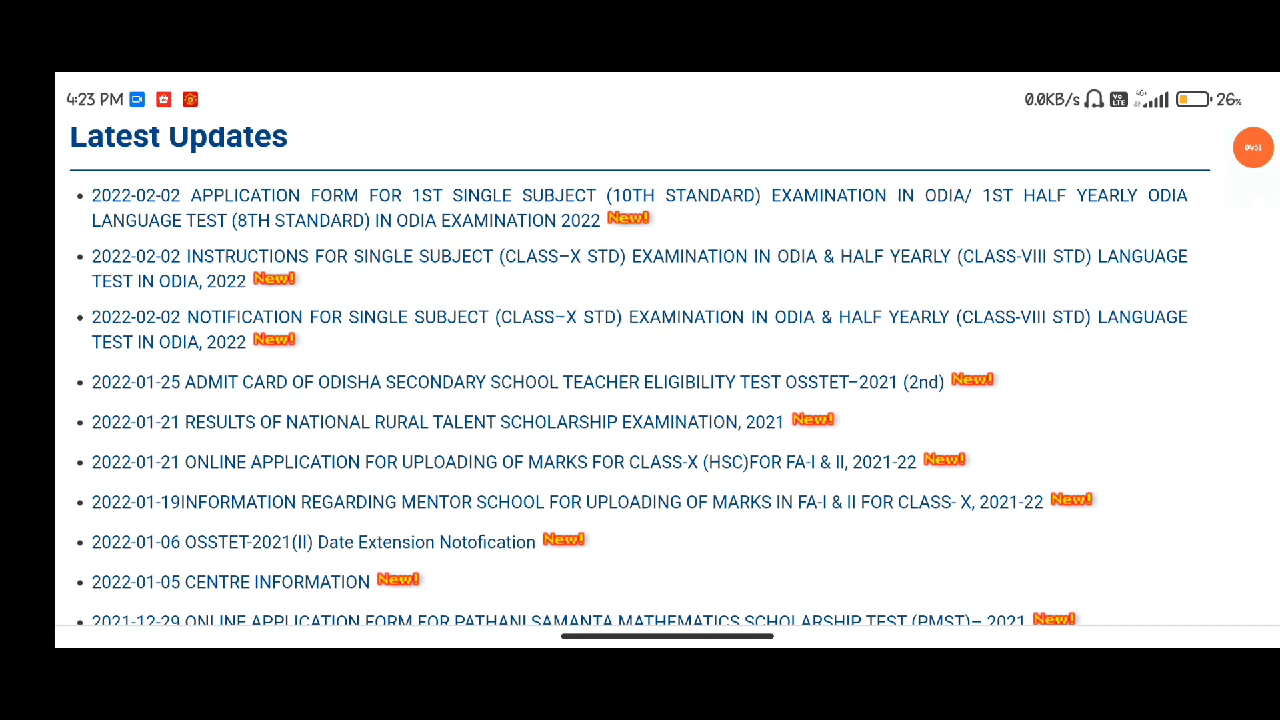 4:23 PM 0.0KB/s Vo LTE 4G+ 26%
Latest Updates
04:51
2022-02-02 APPLICATION FORM FOR 1ST SINGLE SUBJECT (10TH STANDARD) EXAMINATION IN ODIA/ 1ST HALF YEARLY ODIA
LANGUAGE TEST (8TH STANDARD) IN ODIA EXAMINATION 2022 New!
2022-02-02 INSTRUCTIONS FOR SINGLE SUBJECT (CLASS–X STD) EXAMINATION IN ODIA & HALF YEARLY (CLASS-VIII STD) LANGUAGE
TEST IN ODIA, 2022 New!
2022-02-02 NOTIFICATION FOR SINGLE SUBJECT (CLASS–X STD) EXAMINATION IN ODIA & HALF YEARLY (CLASS-VIII STD) LANGUAGE
TEST IN ODIA, 2022 New!
2022-01-25 ADMIT CARD OF ODISHA SECONDARY SCHOOL TEACHER ELIGIBILITY TEST OSSTET–2021 (2nd) New!
2022-01-21 RESULTS OF NATIONAL RURAL TALENT SCHOLARSHIP EXAMINATION, 2021 New!
2022-01-21 ONLINE APPLICATION FOR UPLOADING OF MARKS FOR CLASS-X (HSC)FOR FA-I & II, 2021-22 New!
2022-01-19INFORMATION REGARDING MENTOR SCHOOL FOR UPLOADING OF MARKS IN FA-I & II FOR CLASS- X, 2021-22 New!
2022-01-06 OSSTET-2021(II) Date Extension Notofication New!
2022-01-05 CENTRE INFORMATION New!
2021-12-29 ONLINE APPLICATION FORM FOR PATHANI SAMANTA MATHEMATICS SCHOLARSHIP TEST (PMST)– 2021 New!